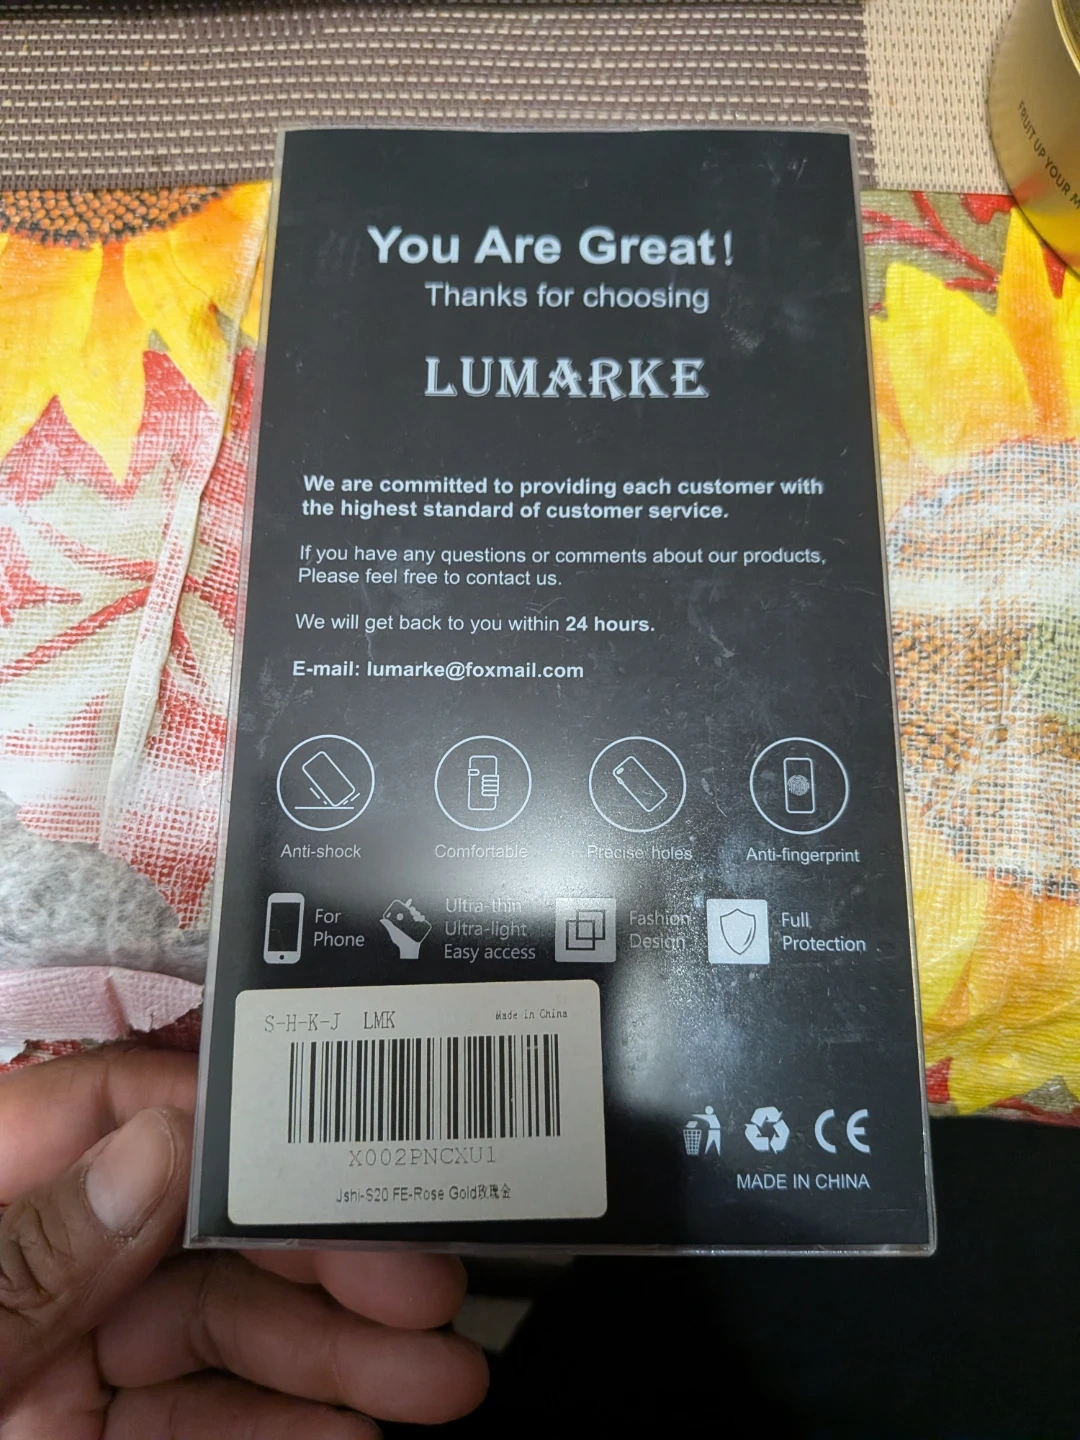 You Are Great!
Thanks for choosing
LUMARKE
We are committed to providing each customer with
the highest standard of customer service.
If you have any questions or comments about our products,
Please feel free to contact us.
We will get back to you within 24 hours.
E-mail: lumarke@foxmail.com
Anti-shock
Comfortable
Precise holes
Anti-fingerprint
For
Phone
Ultra-thin
Ultra-light
Easy access
Fashion
Design
Full
Protection
S-H-K-J LMK
Made In China
X002PNCXU1
Jshi-S20 FE-Rose Gold玫瑰金
CE
MADE IN CHINA
FRUIT UP YOUR